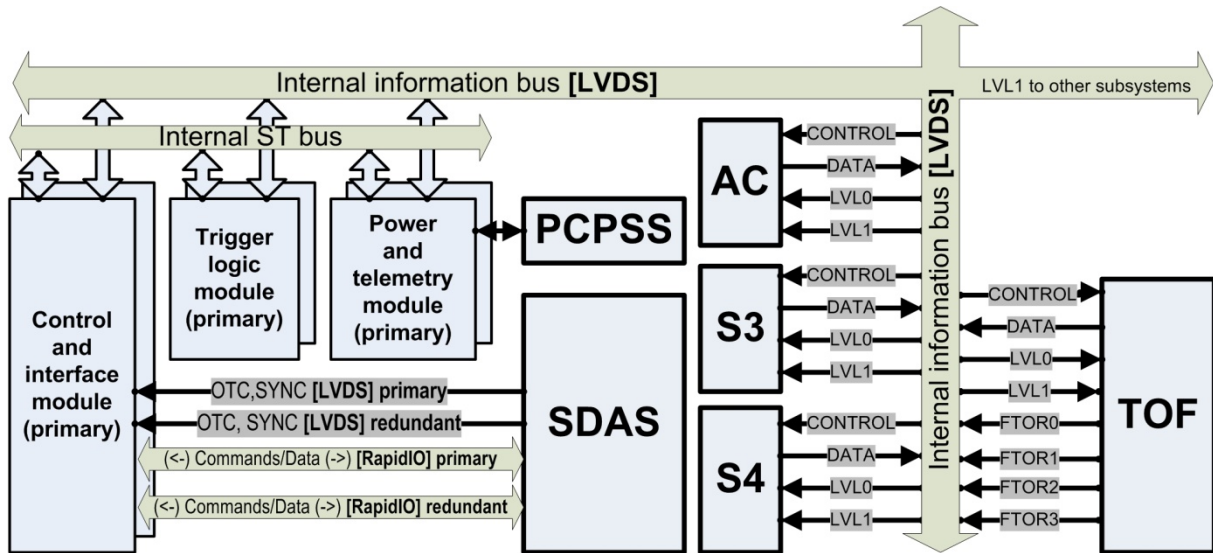 Internal information bus [LVDS]
LVL1 to other subsystems
Internal ST bus
Control
and
interface
module
(primary)
Trigger
logic
module
(primary)
Power
and
telemetry
module
(primary)
PCPSS
SDAS
OTC,SYNC [LVDS] primary
OTC, SYNC [LVDS] redundant
(<-) Commands/Data (->) [RapidIO] primary
(<-) Commands/Data (->) [RapidIO] redundant
AC
CONTROL
DATA
LVL0
LVL1
S3
CONTROL
DATA
LVL0
LVL1
S4
CONTROL
DATA
LVL0
LVL1
Internal information bus [LVDS]
CONTROL
DATA
LVL0
LVL1
FTOR0
FTOR1
FTOR2
FTOR3
TOF